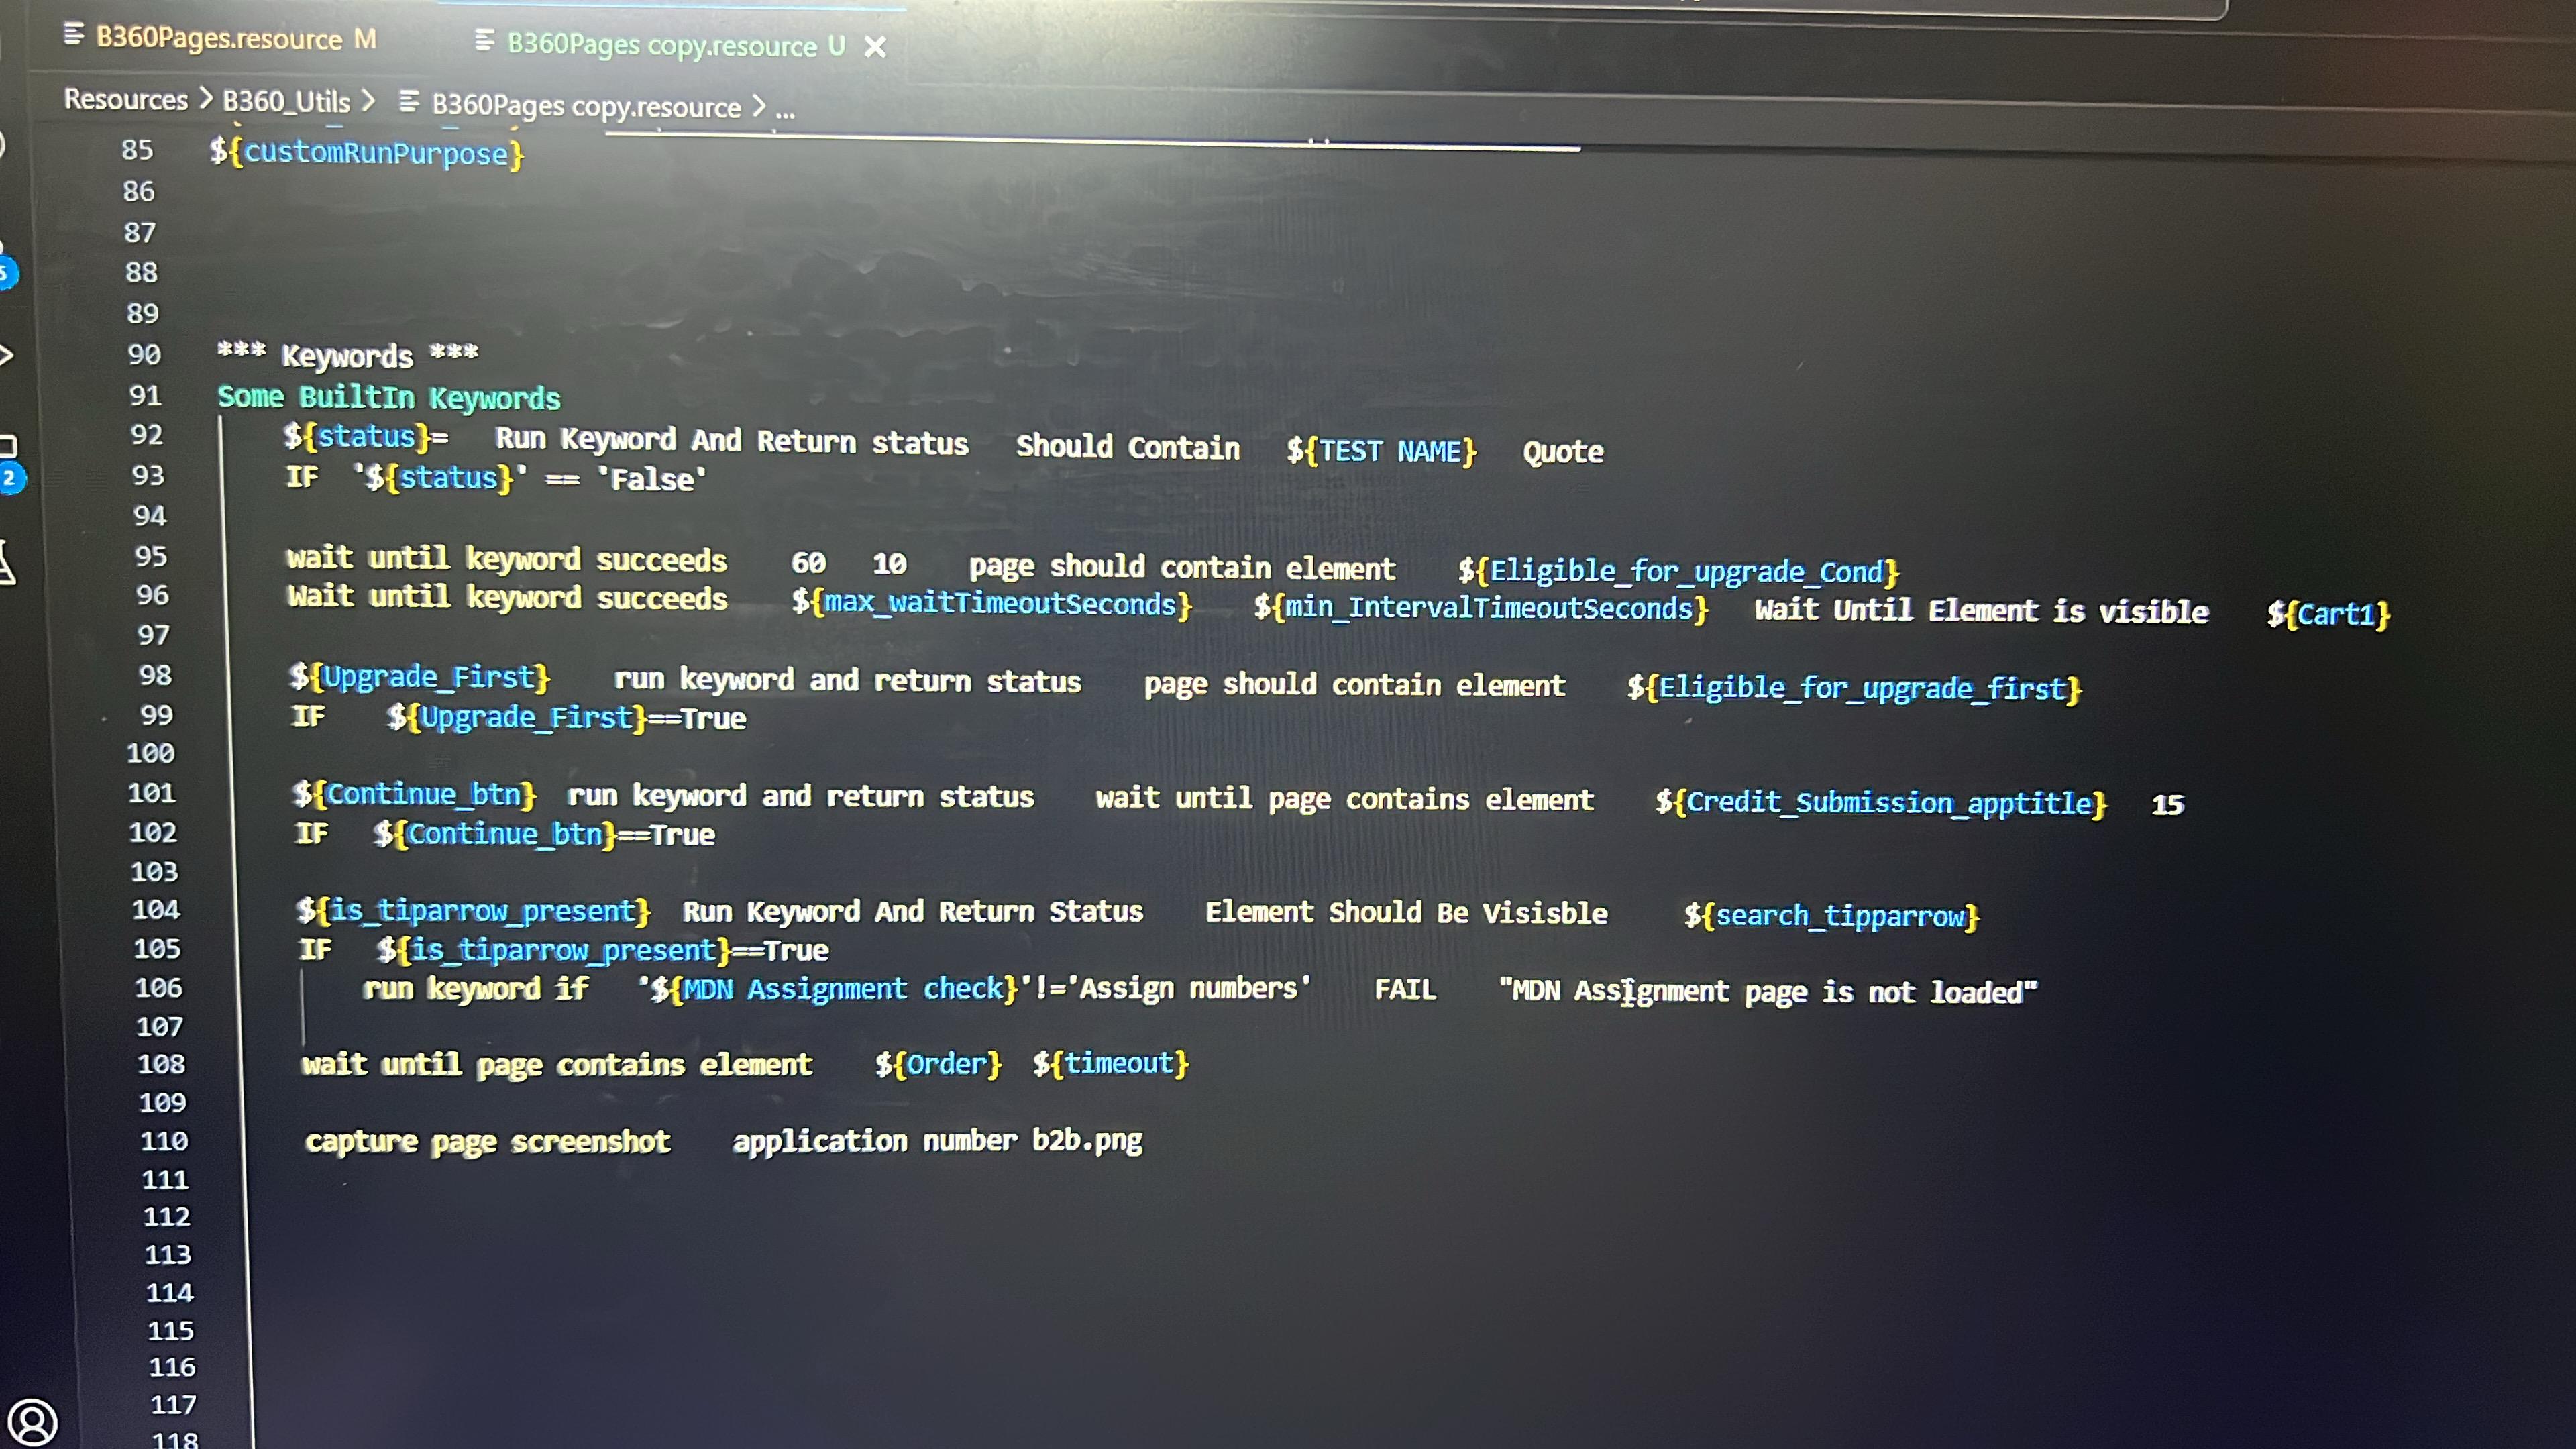 B360Pages.resource M
B360Pages copy.resource U
Resources > B360_Utils > B360Pages copy.resource > ...
85 ${customRunPurpose}
86
87
88
89
90 *** Keywords ***
91 Some BuiltIn Keywords
92 ${status}= Run Keyword And Return status Should Contain ${TEST NAME} Quote
93 IF '${status}' == 'False'
94
95 wait until keyword succeeds 60 10 page should contain element ${Eligible_for_upgrade_Cond}
96 Wait until keyword succeeds ${max_waitTimeoutSeconds} ${min_IntervalTimeoutSeconds} Wait Until Element is visible ${Cart1}
97
98 ${Upgrade_First} run keyword and return status page should contain element ${Eligible_for_upgrade_first}
99 IF ${Upgrade_First}==True
100
101 ${Continue_btn} run keyword and return status wait until page contains element ${Credit_Submission_apptitle} 15
102 IF ${Continue_btn}==True
103
104 ${is_tiparrow_present} Run Keyword And Return Status Element Should Be Visisble ${search_tipparrow}
105 IF ${is_tiparrow_present}==True
106 run keyword if '${MDN Assignment check}'!='Assign numbers' FAIL "MDN Assignment page is not loaded"
107
108 wait until page contains element ${Order} ${timeout}
109
110 capture page screenshot application number b2b.png
111
112
113
114
115
116
117
118
2